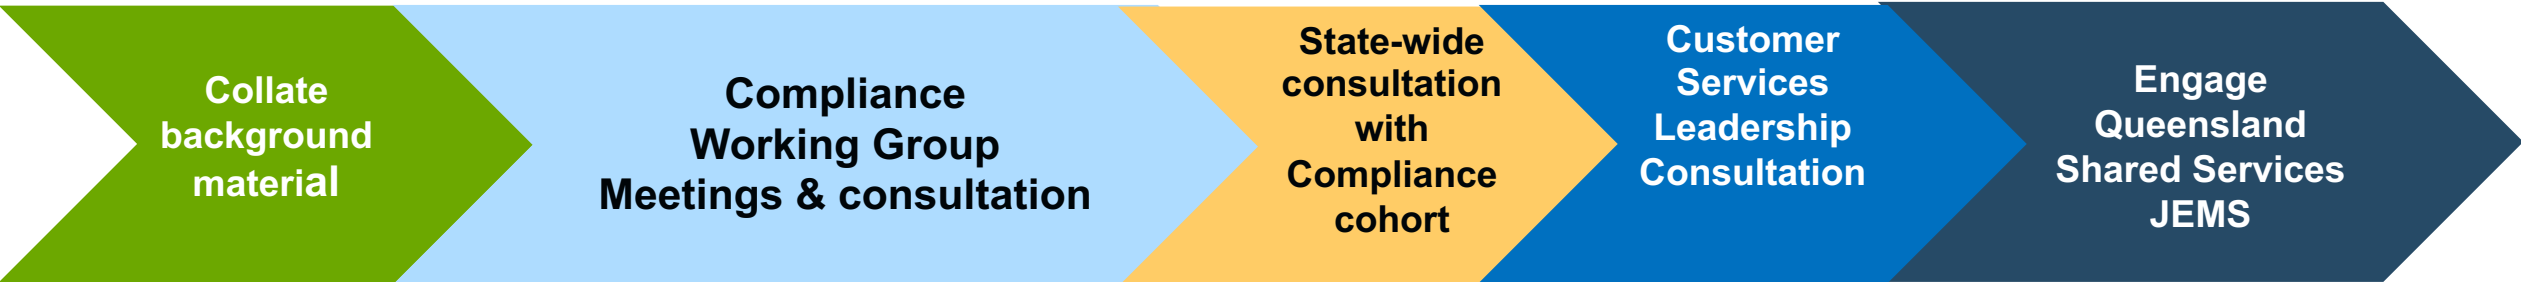 Collate
background
material
Compliance
Working Group
Meetings & consultation
State-wide
consultation
with
Compliance
cohort
Customer
Services
Leadership
Consultation
Engage
Queensland
Shared Services
JEMS